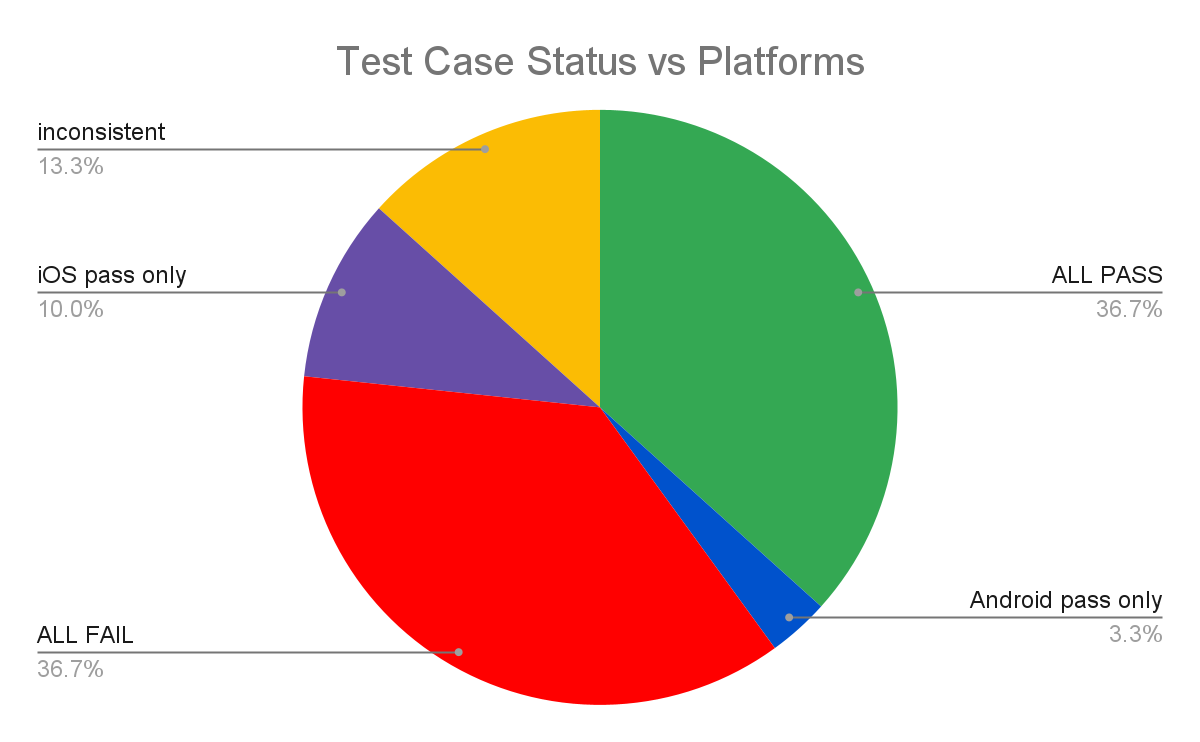 Test Case Status vs Platforms
inconsistent
13.3%
iOS pass only
10.0%
ALL FAIL
36.7%
ALL PASS
36.7%
Android pass only
3.3%